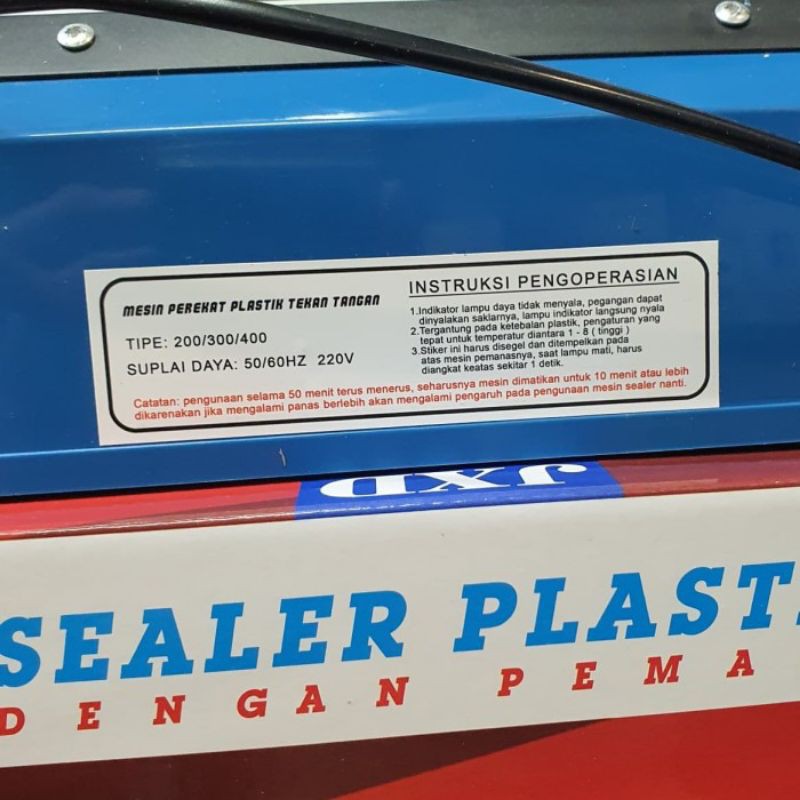 MESIN PEREKAT PLASTIK TEKAN TANGAN
TIPE: 200/300/400
SUPLAI DAYA: 50/60HZ 220V
INSTRUKSI PENGOPERASIAN
1.Indikator lampu daya tidak menyala, pegangan dapat
dinyalakan saklarnya, lampu indikator langsung nyala
2.Tergantung pada ketebalan plastik, pengaturan yang
tepat untuk temperatur diantara 1 - 8 ( tinggi )
3.Stiker ini harus disegel dan ditempelkan pada
atas mesin pemanasnya, saat lampu mati, harus
diangkat keatas sekitar 1 detik.
Catatan: pengunaan selama 50 menit terus menerus, seharusnya mesin dimatikan untuk 10 menit atau lebih
dikarenakan jika mengalami panas berlebih akan mengalami pengaruh pada pengunaan mesin sealer nanti.
JXD
SEALER PLAST
DENGAN PEMA